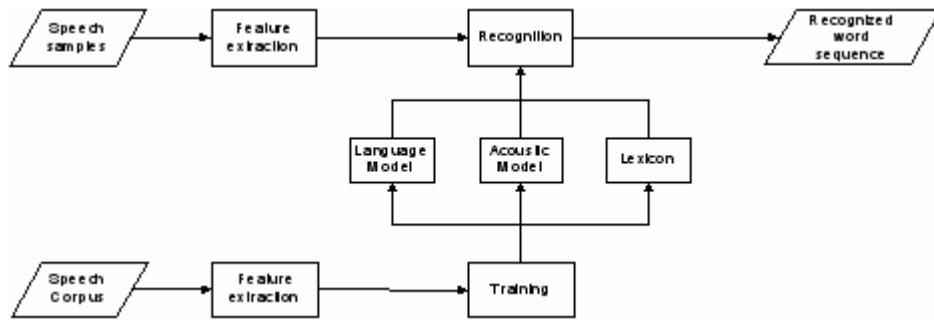 Speech
samples
Feature
extraction
Recognition
Recognized
word
sequence
Language
Model
Acoustic
Model
Lexicon
Speech
Corpus
Feature
extraction
Training